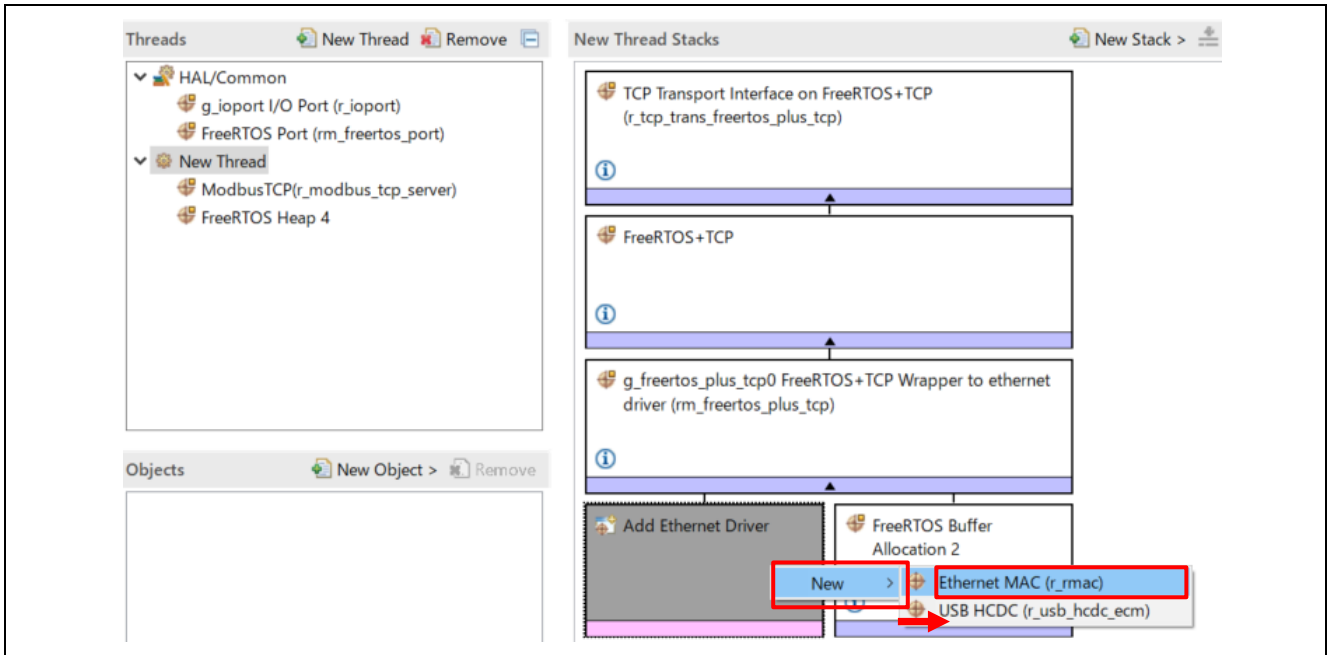 Threads
New Thread
Remove
HAL/Common
g_ioport I/O Port (r_ioport)
FreeRTOS Port (rm_freertos_port)
New Thread
ModbusTCP(r_modbus_tcp_server)
FreeRTOS Heap 4
Objects
New Object >
Remove
New Thread Stacks
New Stack >
TCP Transport Interface on FreeRTOS+TCP
(r_tcp_trans_freertos_plus_tcp)
FreeRTOS+TCP
g_freertos_plus_tcp0 FreeRTOS+TCP Wrapper to ethernet
driver (rm_freertos_plus_tcp)
Add Ethernet Driver
FreeRTOS Buffer
Allocation 2
New >
Ethernet MAC (r_rmac)
USB HCDC (r_usb_hcdc_ecm)